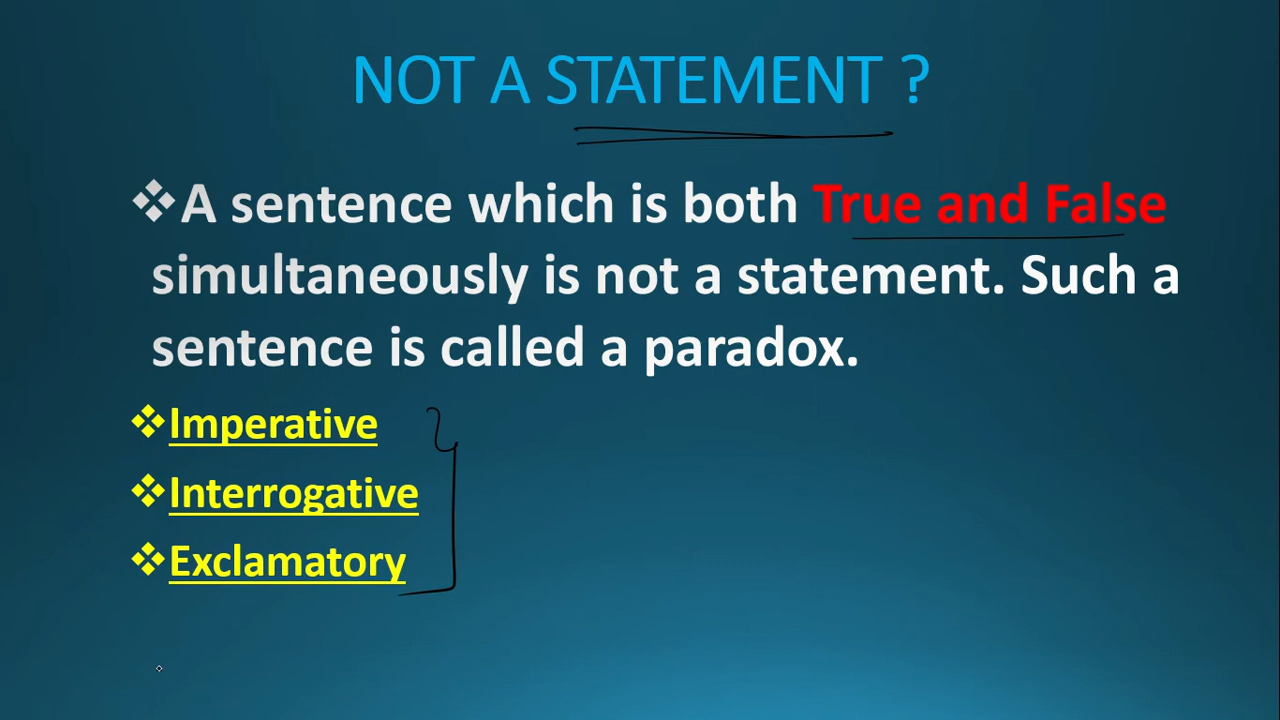 NOT A STATEMENT ?
❖A sentence which is both True and False
simultaneously is not a statement. Such a
sentence is called a paradox.
❖Imperative
❖Interrogative
❖Exclamatory